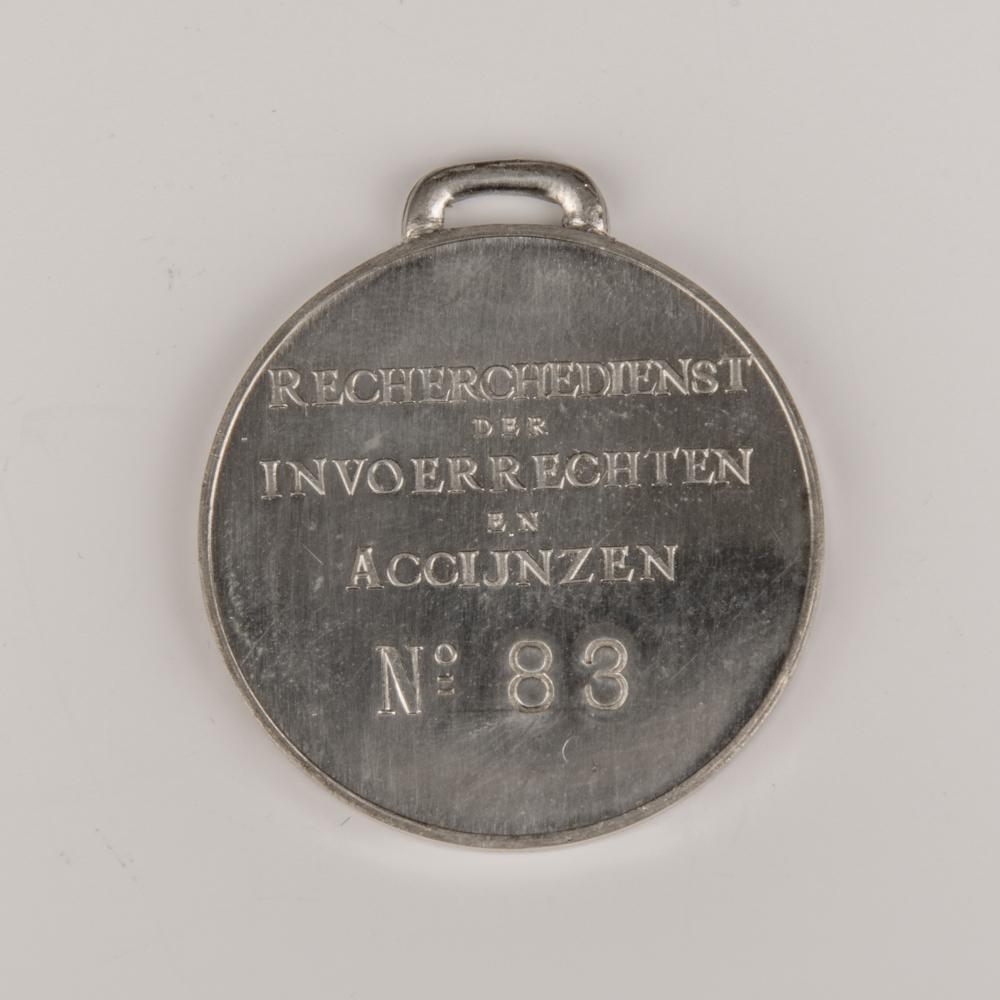 RECHERCHEDIENST
DER
INVOERRECHTEN
EN
ACCIJNZEN
Nº 83